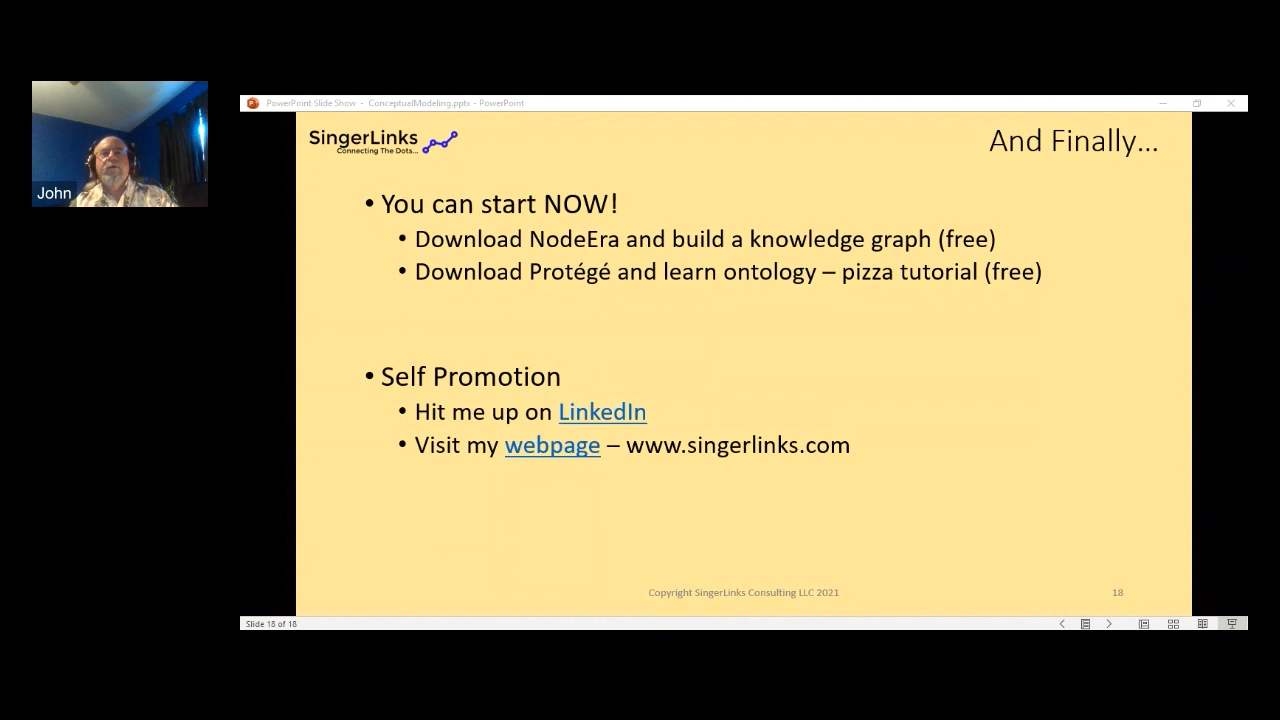 PowerPoint Slide Show - ConceptualModeling.pptx - PowerPoint
John
SingerLinks
Connecting The Dots...
And Finally...
• You can start NOW!
• Download NodeEra and build a knowledge graph (free)
• Download Protégé and learn ontology – pizza tutorial (free)
• Self Promotion
• Hit me up on LinkedIn
• Visit my webpage – www.singerlinks.com
Copyright SingerLinks Consulting LLC 2021
18
Slide 18 of 18